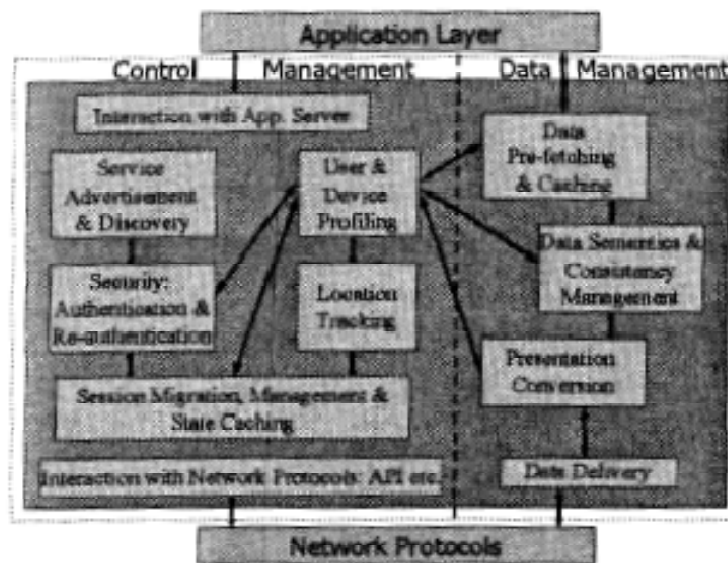 Application Layer
Control Management Data Management
Interaction with App. Server
Service
Advertisement
& Discovery
User &
Device
Profiling
Data
Pre-fetching
& Caching
Security:
Authentication &
Re-authentication
Location
Tracking
Data Semantics &
Consistency
Management
Session Migration, Management &
State Caching
Presentation
Conversion
Interaction with Network Protocols: API etc.
Data Delivery
Network Protocols